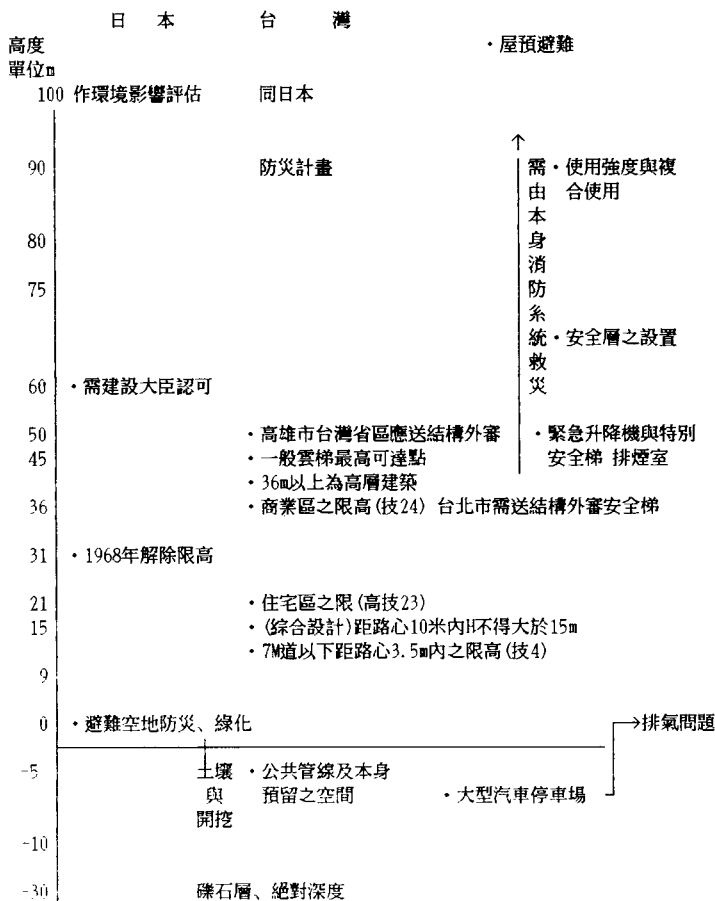 日 本 台 灣
高度 ・屋預避難
單位m
100 作環境影響評估 同日本
90 防災計畫 需 ・使用強度與複
由 合使用
本
80 身
消
75 防
系
統 ・安全層之設置
救
60 ・需建設大臣認可 災
50 ・高雄市台灣省區應送結構外審 ・緊急升降機與特別
45 ・一般雲梯最高可達點 安全梯 排煙室
・36m以上為高層建築
36 ・商業區之限高(技24) 台北市需送結構外審安全梯
31 ・1968年解除限高
21 ・住宅區之限(高技23)
15 ・(綜合設計)距路心10米內H不得大於15m
・7M道以下距路心3.5m內之限高(技4)
9
0 ・避難空地防災、綠化 →排氣問題
-5 土壤 ・公共管線及本身
與 預留之空間 ・大型汽車停車場
開挖
-10
-30 礫石層、絕對深度